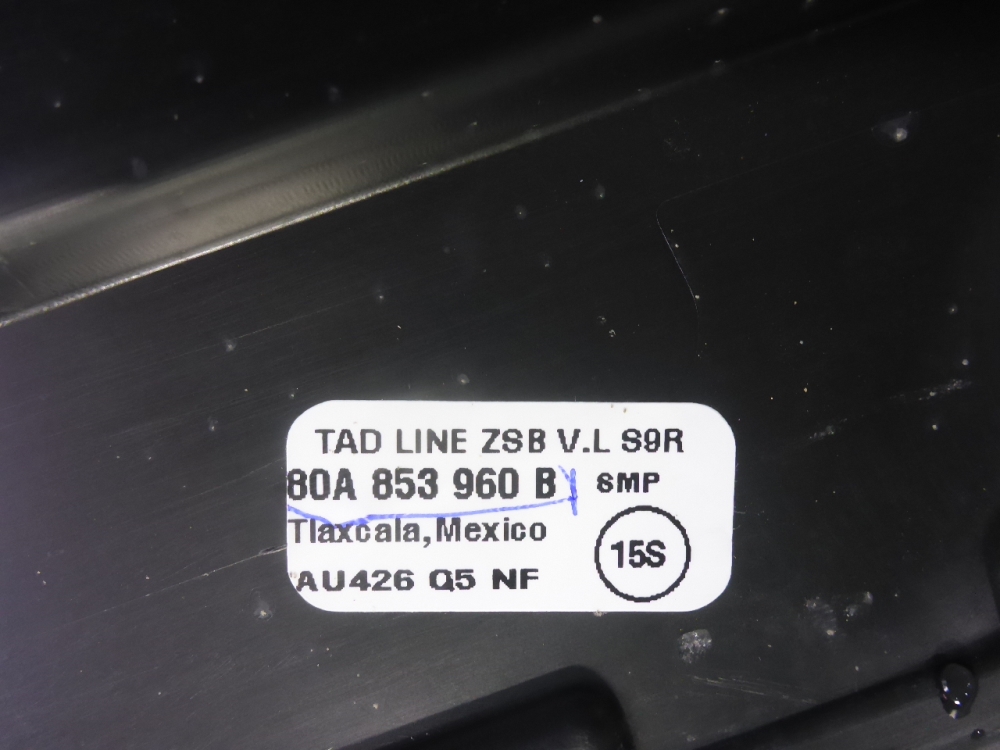 TAD LINE ZSB V.L S9R
80A 853 960 B SMP
Tlaxcala,Mexico
15S
AU426 Q5 NF